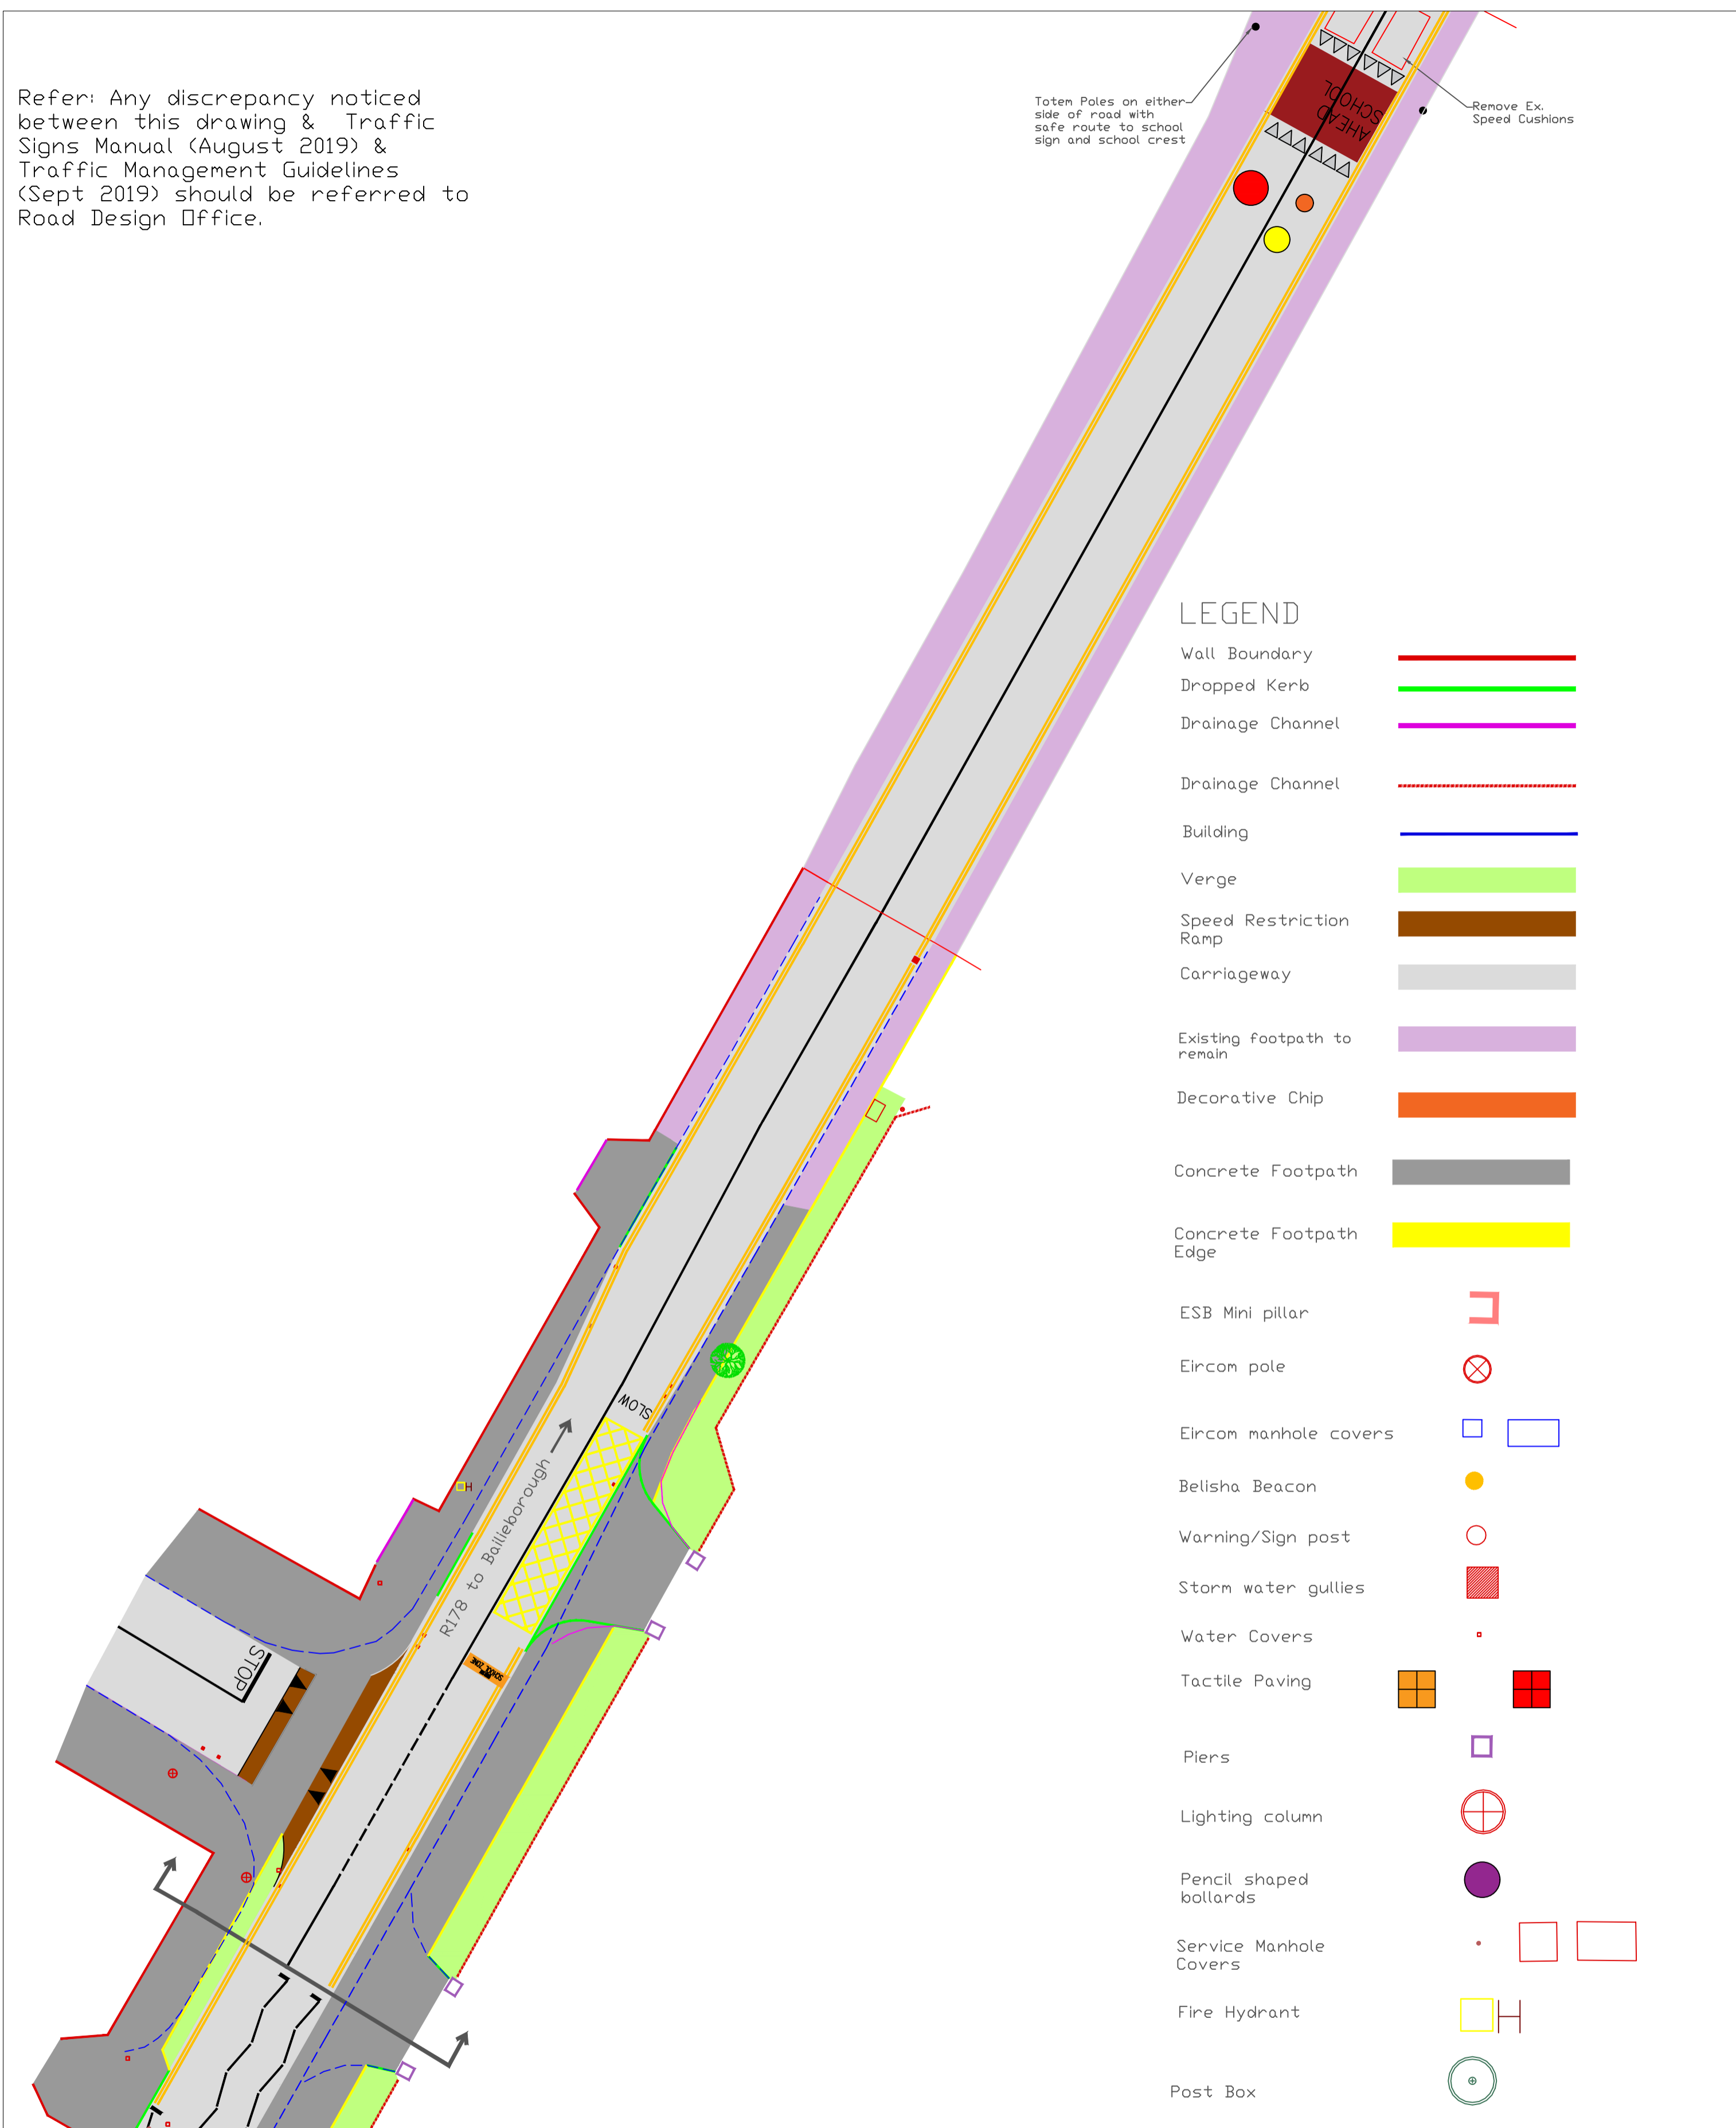 Refer: Any discrepancy noticed
between this drawing & Traffic
Signs Manual (August 2019) &
Traffic Management Guidelines
(Sept 2019) should be referred to
Road Design Office.
Totem Poles on either
side of road with
safe route to school
sign and school crest
Remove Ex.
Speed Cushions
SCHOOL
AHEAD
LEGEND
Wall Boundary
Dropped Kerb
Drainage Channel
Drainage Channel
Building
Verge
Speed Restriction
Ramp
Carriageway
Existing footpath to
remain
Decorative Chip
Concrete Footpath
Concrete Footpath
Edge
ESB Mini pillar
Eircom pole
Eircom manhole covers
Belisha Beacon
Warning/Sign post
Storm water gullies
Water Covers
Tactile Paving
Piers
Lighting column
Pencil shaped
bollards
Service Manhole
Covers
Fire Hydrant
H
Post Box
SLOW
H
R178 to Bailieborough
STOP
SCHOOL ZONE